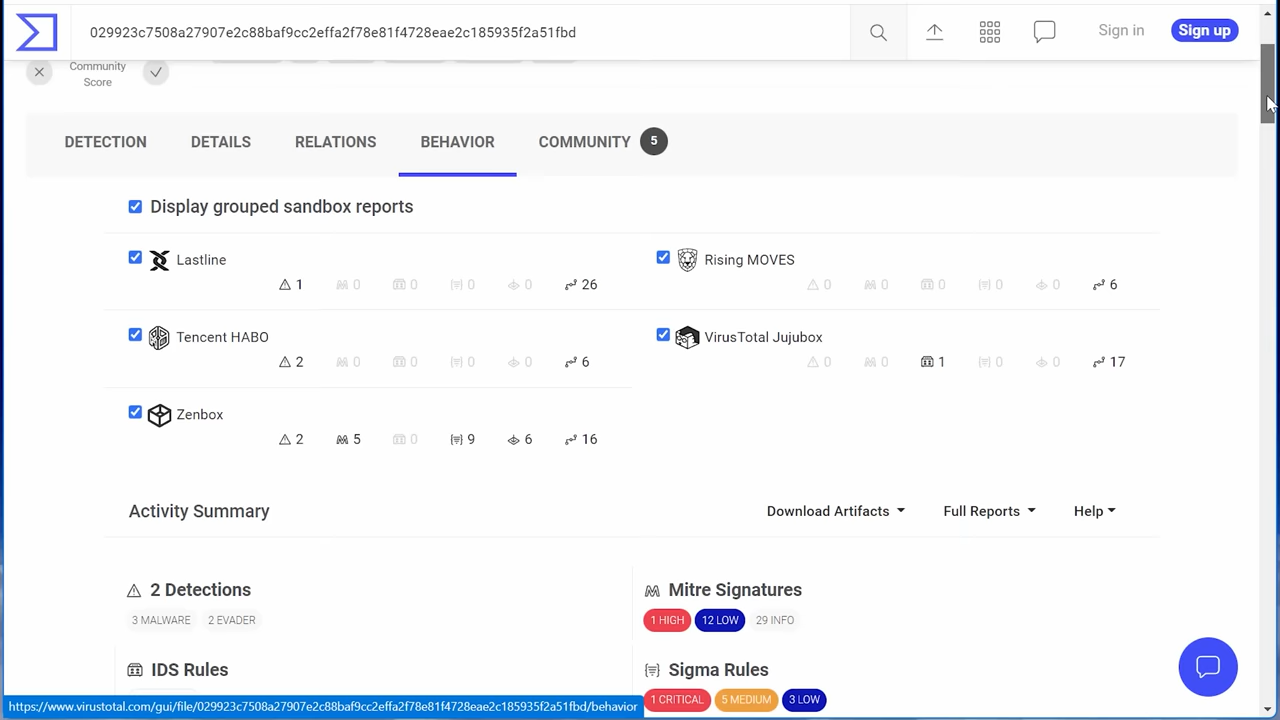 029923c7508a27907e2c88baf9cc2effa2f78e81f4728eae2c185935f2a51fbd
Sign in
Sign up
Community
Score
DETECTION
DETAILS
RELATIONS
BEHAVIOR
COMMUNITY
5
Display grouped sandbox reports
Lastline
1 0 0 0 0 26
Rising MOVES
0 0 0 0 0 6
Tencent HABO
2 0 0 0 0 6
VirusTotal Jujubox
0 0 1 0 0 17
Zenbox
2 5 0 9 6 16
Activity Summary
Download Artifacts
Full Reports
Help
2 Detections
3 MALWARE 2 EVADER
Mitre Signatures
1 HIGH 12 LOW 29 INFO
IDS Rules
Sigma Rules
1 CRITICAL 5 MEDIUM 3 LOW
https://www.virustotal.com/gui/file/029923c7508a27907e2c88baf9cc2effa2f78e81f4728eae2c185935f2a51fbd/behavior